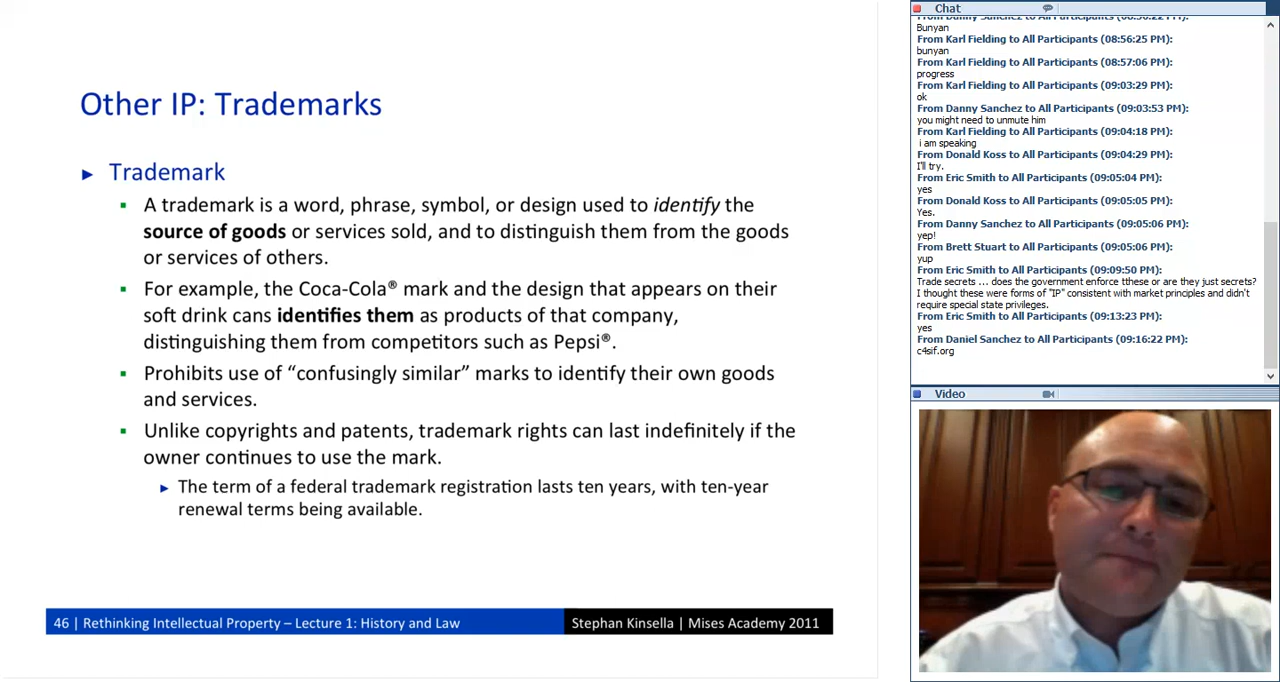 Other IP: Trademarks
► Trademark
▪ A trademark is a word, phrase, symbol, or design used to identify the
source of goods or services sold, and to distinguish them from the goods
or services of others.
▪ For example, the Coca-Cola® mark and the design that appears on their
soft drink cans identifies them as products of that company,
distinguishing them from competitors such as Pepsi®.
▪ Prohibits use of “confusingly similar” marks to identify their own goods
and services.
▪ Unlike copyrights and patents, trademark rights can last indefinitely if the
owner continues to use the mark.
► The term of a federal trademark registration lasts ten years, with ten-year
renewal terms being available.
46 | Rethinking Intellectual Property – Lecture 1: History and Law
Stephan Kinsella | Mises Academy 2011
Chat
From Danny Sanchez to All Participants (08:56:22 PM):
Bunyan
From Karl Fielding to All Participants (08:56:25 PM):
bunyan
From Karl Fielding to All Participants (08:57:06 PM):
progress
From Karl Fielding to All Participants (09:03:29 PM):
ok
From Danny Sanchez to All Participants (09:03:53 PM):
you might need to unmute him
From Karl Fielding to All Participants (09:04:18 PM):
i am speaking
From Donald Koss to All Participants (09:04:29 PM):
I'll try.
From Eric Smith to All Participants (09:05:04 PM):
yes
From Donald Koss to All Participants (09:05:05 PM):
Yes.
From Danny Sanchez to All Participants (09:05:06 PM):
yep!
From Brett Stuart to All Participants (09:05:06 PM):
yup
From Eric Smith to All Participants (09:09:50 PM):
Trade secrets ... does the government enforce tthese or are they just secrets?
I thought these were forms of "IP" consistent with market principles and didn't
require special state privileges.
From Eric Smith to All Participants (09:13:23 PM):
yes
From Daniel Sanchez to All Participants (09:16:22 PM):
c4sif.org
Video